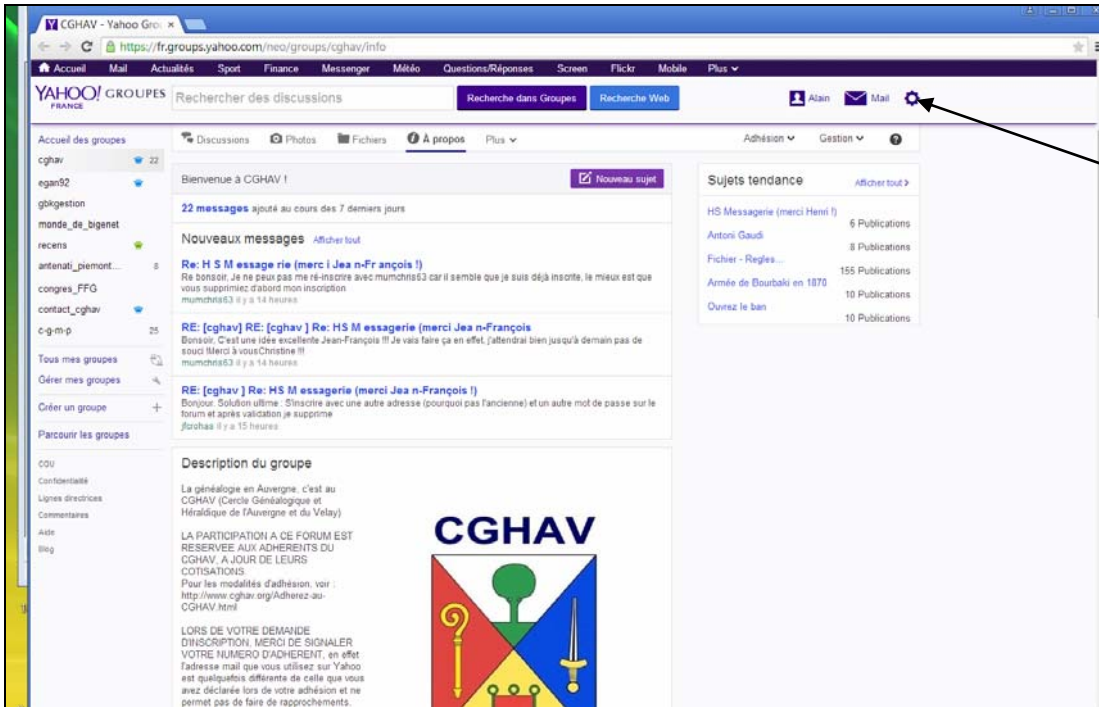 CGHAV - Yahoo Gro
https://fr.groups.yahoo.com/neo/groups/cghav/info
Accueil Mail Actualités Sport Finance Messenger Météo Questions/Réponses Screen Flickr Mobile Plus
YAHOO! GROUPES
FRANCE
Rechercher des discussions
Recherche dans Groupes
Recherche Web
Alain
Mail
Accueil des groupes
cghav 22
egan92
gbkgestion
monde_de_bigenet
recens
antenati_piemont... 8
congres_FFG
contact_cghav
c-g-m-p 25
Tous mes groupes
Gérer mes groupes
Créer un groupe
Parcourir les groupes
CGU
Confidentialité
Lignes directrices
Commentaires
Aide
Blog
Discussions Photos Fichiers À propos Plus
Adhésion Gestion
Bienvenue à CGHAV !
Nouveau sujet
22 messages ajouté au cours des 7 derniers jours
Nouveaux messages Afficher tout
Re: H S M essage rie (merc i Jea n-Fr ançois !)
Re bonsoir, Je ne peux pas me ré-inscrire avec mumchris63 car il semble que je suis déjà inscrite, le mieux est que
vous supprimiez d'abord mon inscription
mumchris63 il y a 14 heures
RE: [cghav] RE: [cghav ] Re: HS M essagerie (merci Jea n-François
Bonsoir, C'est une idée excellente Jean-François !!! Je vais faire ça en effet, j'attendrai bien jusqu'à demain pas de
souci !!Merci à vousChristine !!!
mumchris63 il y a 14 heures
RE: [cghav ] Re: HS M essagerie (merci Jea n-François !)
Bonjour. Solution ultime : S'inscrire avec une autre adresse (pourquoi pas l'ancienne) et un autre mot de passe sur le
forum et après validation je supprime
jfcrohas il y a 15 heures
Description du groupe
La généalogie en Auvergne, c'est au
CGHAV (Cercle Généalogique et
Héraldique de l'Auvergne et du Velay)
LA PARTICIPATION A CE FORUM EST
RESERVEE AUX ADHERENTS DU
CGHAV, A JOUR DE LEURS
COTISATIONS.
Pour les modalités d'adhésion, voir :
http://www.cghav.org/Adherez-au-
CGHAV.html
LORS DE VOTRE DEMANDE
D'INSCRIPTION, MERCI DE SIGNALER
VOTRE NUMERO D'ADHERENT, en effet
l'adresse mail que vous utilisez sur Yahoo
est quelquefois différente de celle que vous
avez déclarée lors de votre adhésion et ne
permet pas de faire de rapprochements.
CGHAV
Sujets tendance Afficher tout
HS Messagerie (merci Henri !)
6 Publications
Antoni Gaudi
8 Publications
Fichier - Regles...
155 Publications
Armée de Bourbaki en 1870
10 Publications
Ouvrez le ban
10 Publications